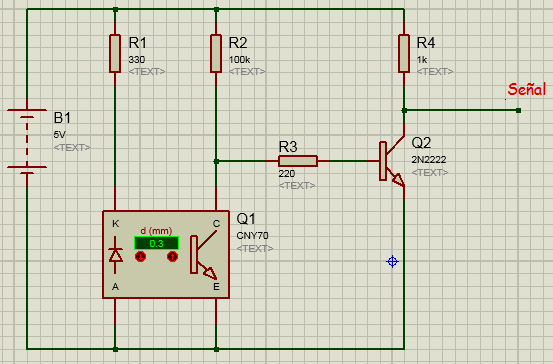 R1
330
<TEXT>
R2
100k
<TEXT>
R4
1k
<TEXT>
Señal
B1
5V
<TEXT>
R3
220
<TEXT>
Q2
2N2222
<TEXT>
Q1
CNY70
<TEXT>
K
C
d (mm)
0.3
A
E